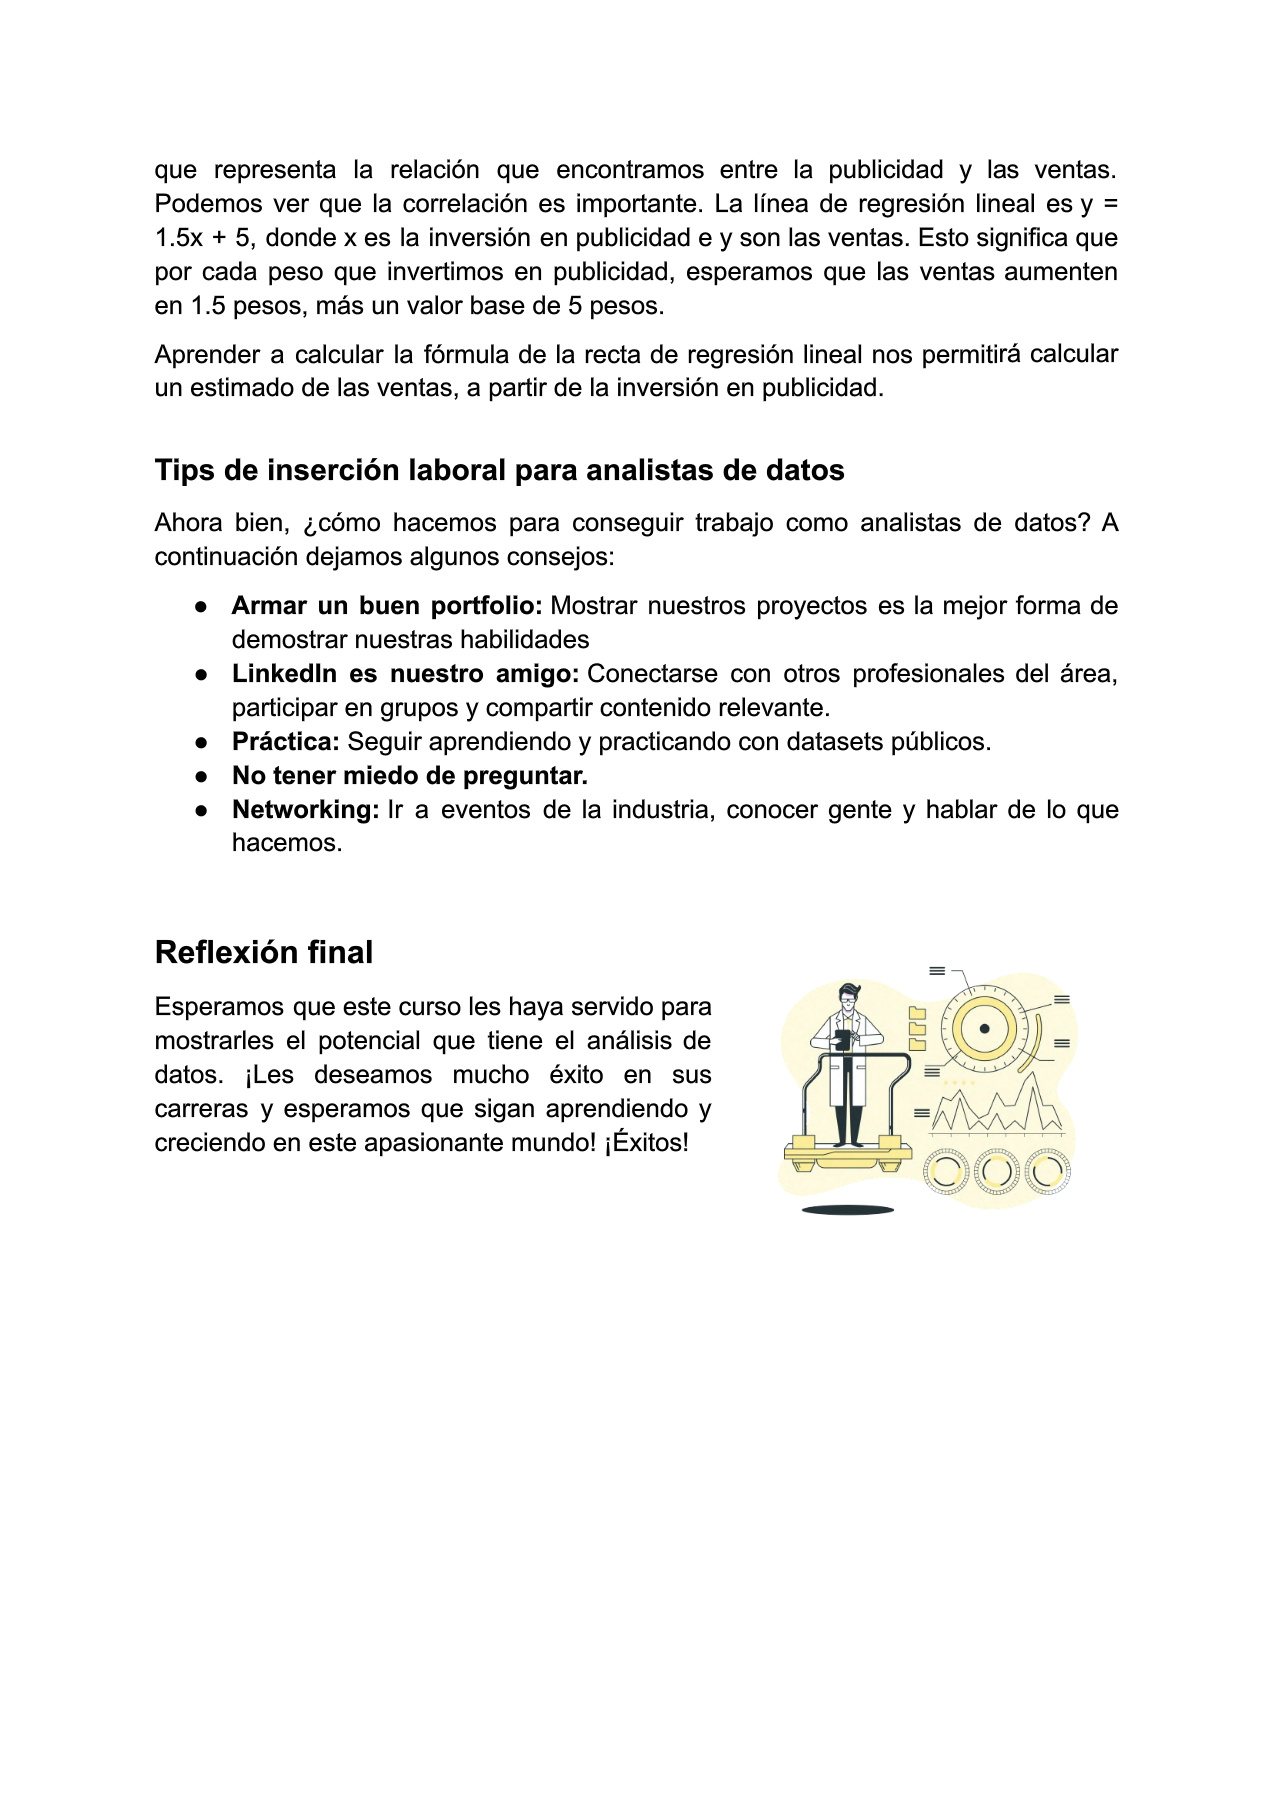 que representa la relación que encontramos entre la publicidad y las ventas.
Podemos ver que la correlación es importante. La línea de regresión lineal es y =
1.5x + 5, donde x es la inversión en publicidad e y son las ventas. Esto significa que
por cada peso que invertimos en publicidad, esperamos que las ventas aumenten
en 1.5 pesos, más un valor base de 5 pesos.
Aprender a calcular la fórmula de la recta de regresión lineal nos permitirá calcular
un estimado de las ventas, a partir de la inversión en publicidad.
Tips de inserción laboral para analistas de datos
Ahora bien, ¿cómo hacemos para conseguir trabajo como analistas de datos? A
continuación dejamos algunos consejos:
● Armar un buen portfolio: Mostrar nuestros proyectos es la mejor forma de
demostrar nuestras habilidades
● LinkedIn es nuestro amigo: Conectarse con otros profesionales del área,
participar en grupos y compartir contenido relevante.
● Práctica: Seguir aprendiendo y practicando con datasets públicos.
● No tener miedo de preguntar.
● Networking: Ir a eventos de la industria, conocer gente y hablar de lo que
hacemos.
Reflexión final
Esperamos que este curso les haya servido para
mostrarles el potencial que tiene el análisis de
datos. ¡Les deseamos mucho éxito en sus
carreras y esperamos que sigan aprendiendo y
creciendo en este apasionante mundo! ¡Éxitos!